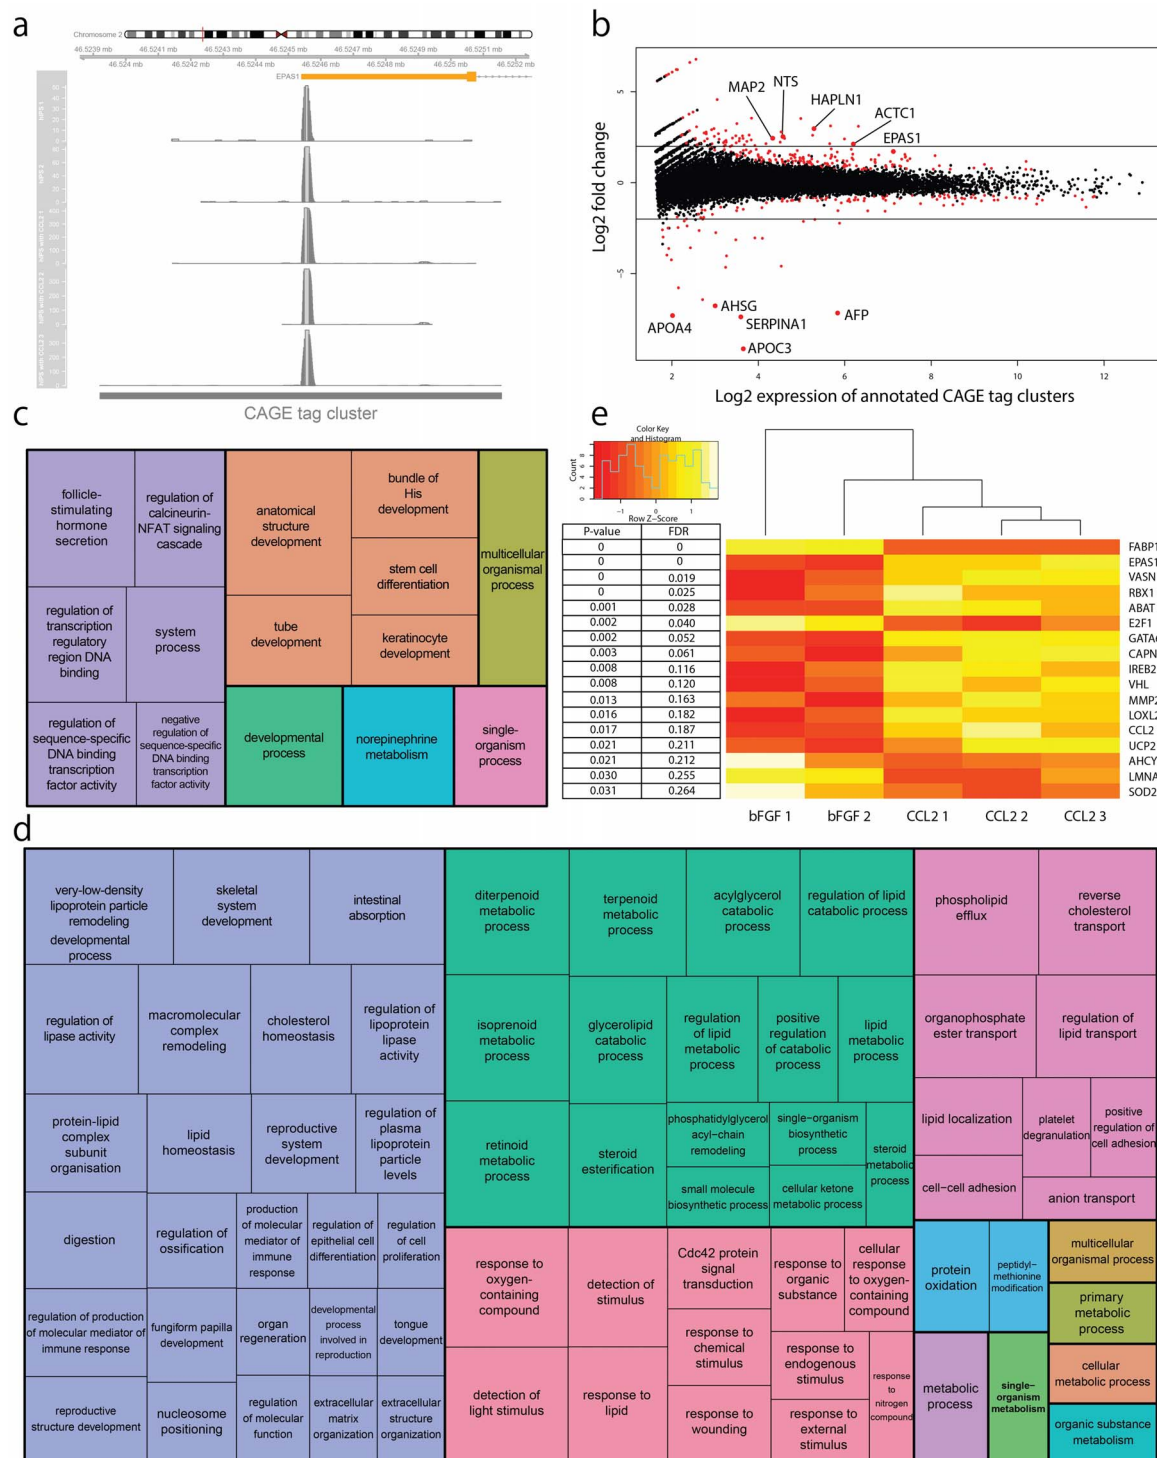 a
Chromosome 2
46.5239 mb 46.5241 mb 46.5243 mb 46.5245 mb 46.5247 mb 46.5249 mb 46.5251 mb
46.524 mb 46.5242 mb 46.5244 mb 46.5246 mb 46.5248 mb 46.525 mb 46.5252 mb
EPAS1
CAGE tag cluster
b
Log2 fold change
5
0
−5
MAP2
NTS
HAPLN1
ACTC1
EPAS1
APOA4
AHSG
SERPINA1
APOC3
AFP
2 4 6 8 10 12
Log2 expression of annotated CAGE tag clusters
c
follicle-
stimulating
hormone
secretion
regulation of
calcineurin-
NFAT signaling
cascade
regulation of
transcription
regulatory
region DNA
binding
system
process
regulation of
sequence-specific
DNA binding
transcription
factor activity
negative
regulation of
sequence-specific
DNA binding
transcription
factor activity
anatomical
structure
development
bundle of
His
development
stem cell
differentiation
tube
development
keratinocyte
development
multicellular
organismal
process
developmental
process
norepinephrine
metabolism
single-
organism
process
e
Color Key
and Histogram
Count
0 2 4 6 8
−1 0 1
Row Z−Score
P-value FDR
0 0
0 0
0 0.019
0 0.025
0.001 0.028
0.002 0.040
0.002 0.052
0.003 0.061
0.008 0.116
0.008 0.120
0.013 0.163
0.016 0.182
0.017 0.187
0.021 0.211
0.021 0.212
0.030 0.255
0.031 0.264
FABP1
EPAS1
VASN
RBX1
ABAT
E2F1
GATA6
CAPN
IREB2
VHL
MMP2
LOXL2
CCL2
UCP2
AHCY
LMNA
SOD2
bFGF 1 bFGF 2 CCL2 1 CCL2 2 CCL2 3
d
very-low-density
lipoprotein particle
remodeling
developmental
process
skeletal
system
development
intestinal
absorption
regulation of
lipase activity
macromolecular
complex
remodeling
cholesterol
homeostasis
regulation of
lipoprotein
lipase
activity
protein-lipid
complex
subunit
organisation
lipid
homeostasis
reproductive
system
development
regulation of
plasma
lipoprotein
particle
levels
digestion
regulation of
ossification
production
of molecular
mediator of
immune
response
regulation of
epithelial cell
differentiation
regulation
of cell
proliferation
regulation of production
of molecular mediator of
immune response
fungiform papilla
development
organ
regeneration
developmental
process
involved in
reproduction
tongue
development
reproductive
structure development
nucleosome
positioning
regulation
of molecular
function
extracellular
matrix
organization
extracellular
structure
organization
diterpenoid
metabolic
process
terpenoid
metabolic
process
acylglycerol
catabolic
process
regulation of lipid
catabolic process
isoprenoid
metabolic
process
glycerolipid
catabolic
process
regulation
of lipid
metabolic
process
positive
regulation
of catabolic
process
lipid
metabolic
process
retinoid
metabolic
process
steroid
esterification
phosphatidylglycerol
acyl−chain
remodeling
single−organism
biosynthetic
process
steroid
metabolic
process
small molecule
biosynthetic process
cellular ketone
metabolic process
response to
oxygen-
containing
compound
detection of
stimulus
Cdc42 protein
signal
transduction
response to
organic
substance
cellular
response
to oxygen-
containing
compound
response to
chemical
stimulus
response to
endogenous
stimulus
response
to
nitrogen
compound
detection of
light stimulus
response to
lipid
response to
wounding
response to
external
stimulus
phospholipid
efflux
reverse
cholesterol
transport
organophosphate
ester transport
regulation of
lipid transport
lipid localization
platelet
degranulation
positive
regulation of
cell adhesion
cell−cell adhesion
anion transport
protein
oxidation
peptidyl−
methionine
modification
multicellular
organismal process
primary
metabolic
process
metabolic
process
single−
organism
metabolism
cellular
metabolic process
organic substance
metabolism